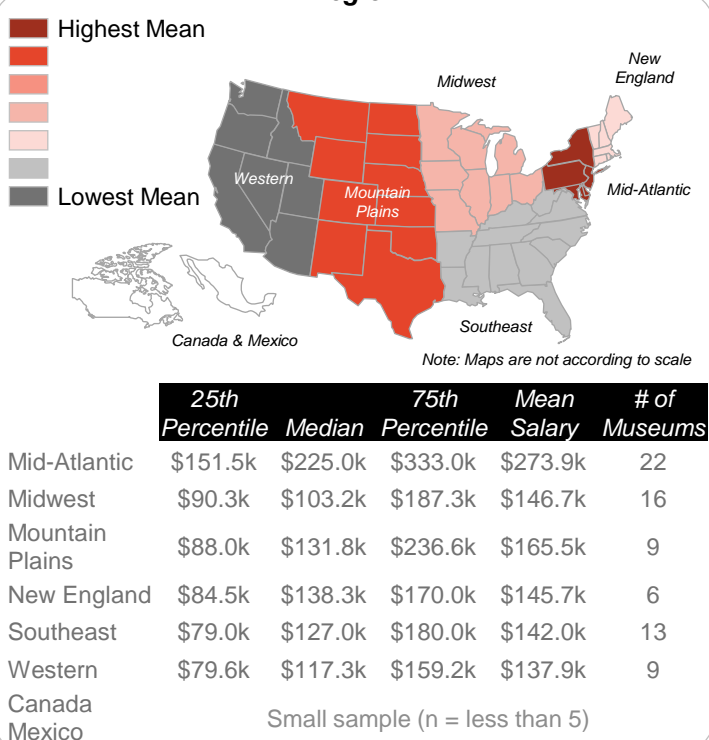 Highest Mean
New
England
Midwest
Western
Mountain
Plains
Mid-Atlantic
Lowest Mean
Southeast
Canada & Mexico
Note: Maps are not according to scale
25th 75th Mean # of
Percentile Median Percentile Salary Museums
Mid-Atlantic $151.5k $225.0k $333.0k $273.9k 22
Midwest $90.3k $103.2k $187.3k $146.7k 16
Mountain
Plains $88.0k $131.8k $236.6k $165.5k 9
New England $84.5k $138.3k $170.0k $145.7k 6
Southeast $79.0k $127.0k $180.0k $142.0k 13
Western $79.6k $117.3k $159.2k $137.9k 9
Canada
Mexico Small sample (n = less than 5)